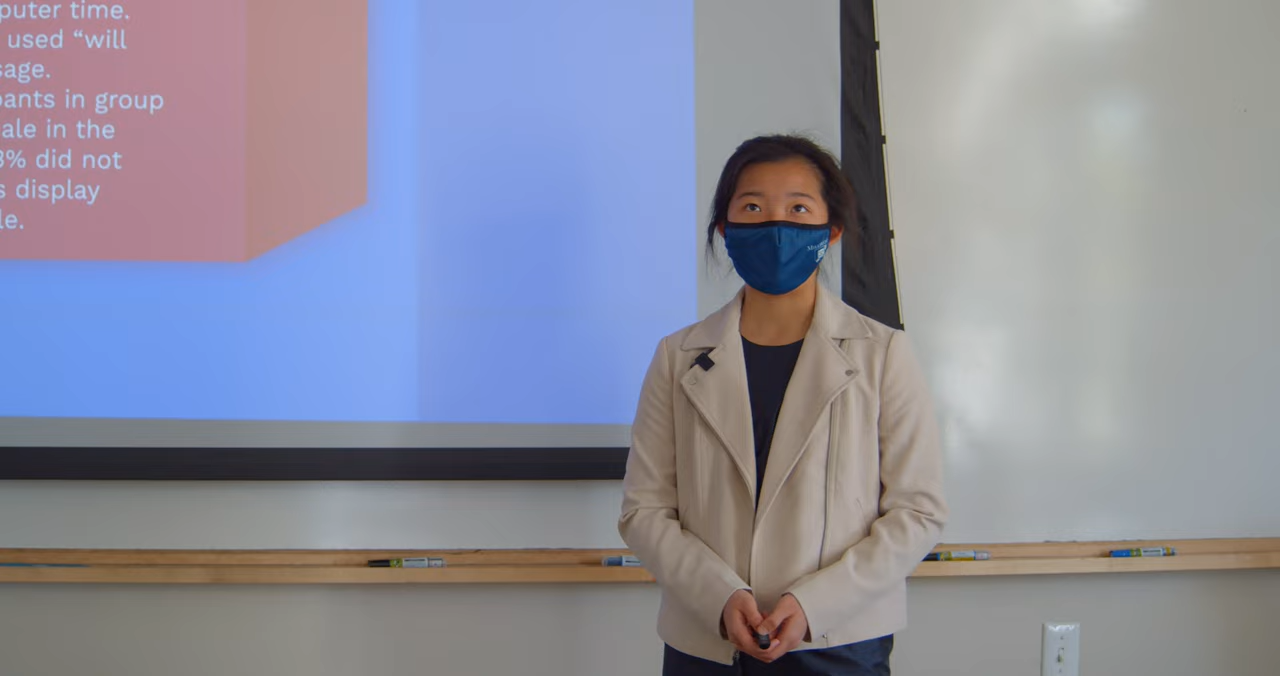 puter time.
used “will
sage.
pants in group
ale in the
3% did not
s display
le.